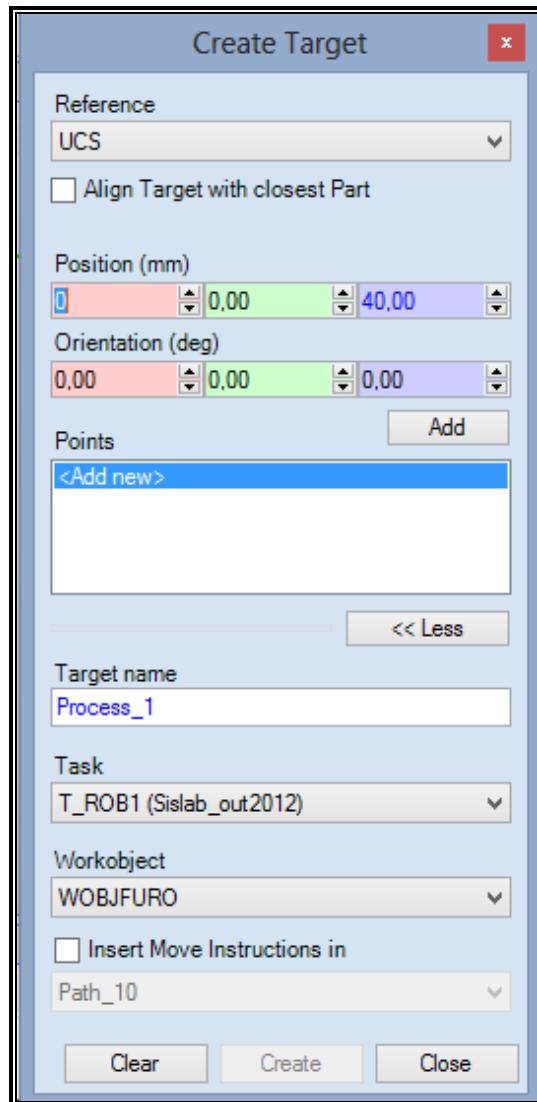 Create Target
x
Reference
UCS
Align Target with closest Part
Position (mm)
0 0,00 40,00
Orientation (deg)
0,00 0,00 0,00
Add
Points
<Add new>
<< Less
Target name
Process_1
Task
T_ROB1 (Sislab_out2012)
Workobject
WOBJFURO
Insert Move Instructions in
Path_10
Clear Create Close